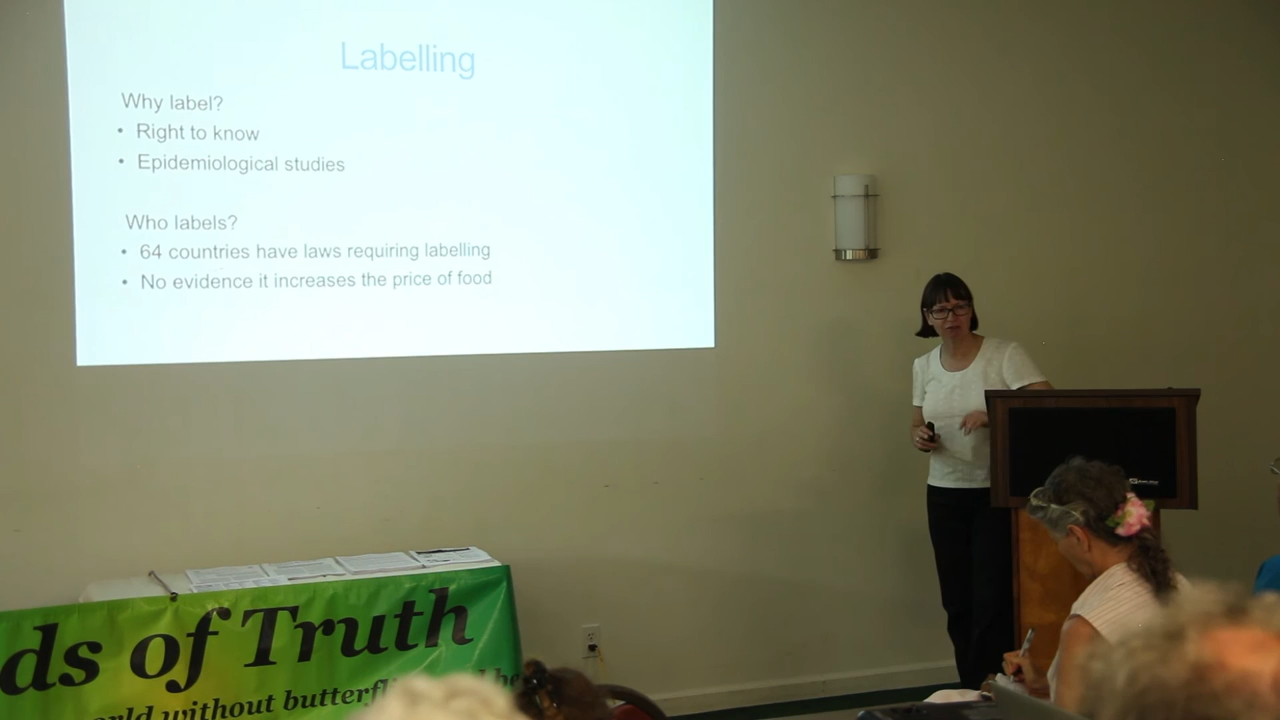 Labelling
Why label?
• Right to know
• Epidemiological studies
Who labels?
• 64 countries have laws requiring labelling
• No evidence it increases the price of food
ds of Truth
orld without butterfl